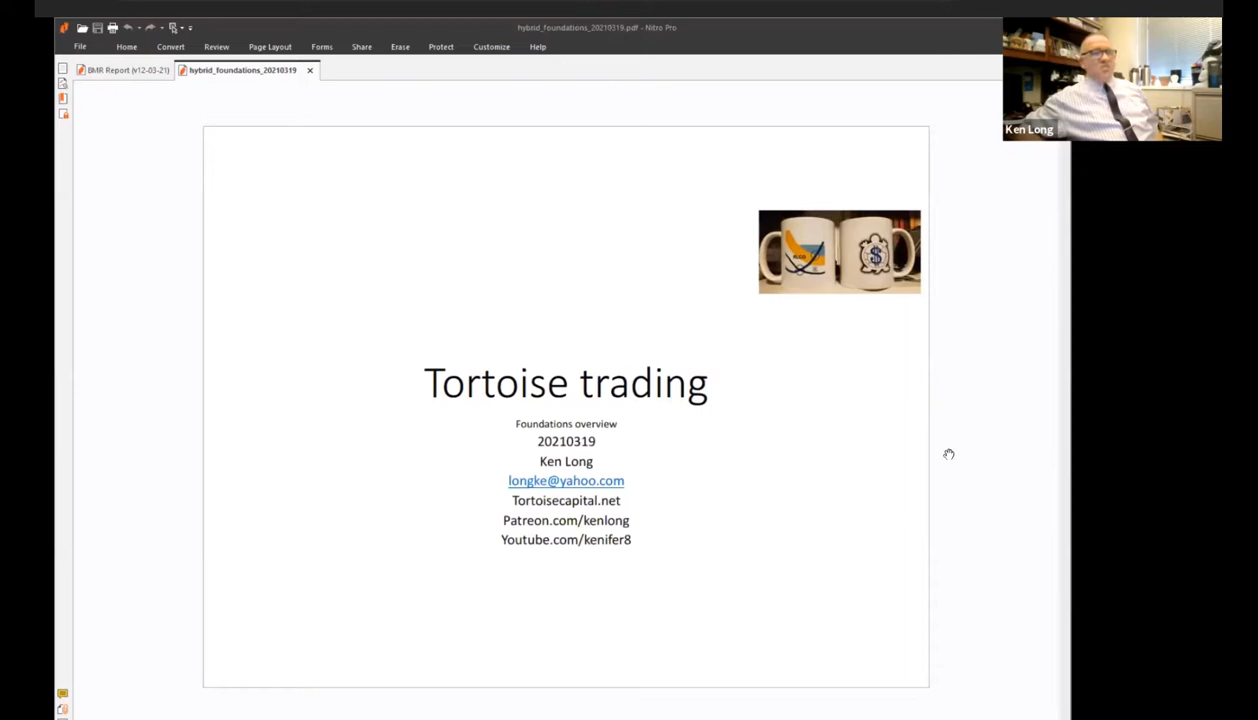 hybrid_foundations_20210319.pdf - Nitro Pro
File Home Convert Review Page Layout Forms Share Erase Protect Customize Help
BMR Report (v12-03-21) hybrid_foundations_20210319
Ken Long
Tortoise trading
Foundations overview
20210319
Ken Long
longke@yahoo.com
Tortoisecapital.net
Patreon.com/kenlong
Youtube.com/kenifer8